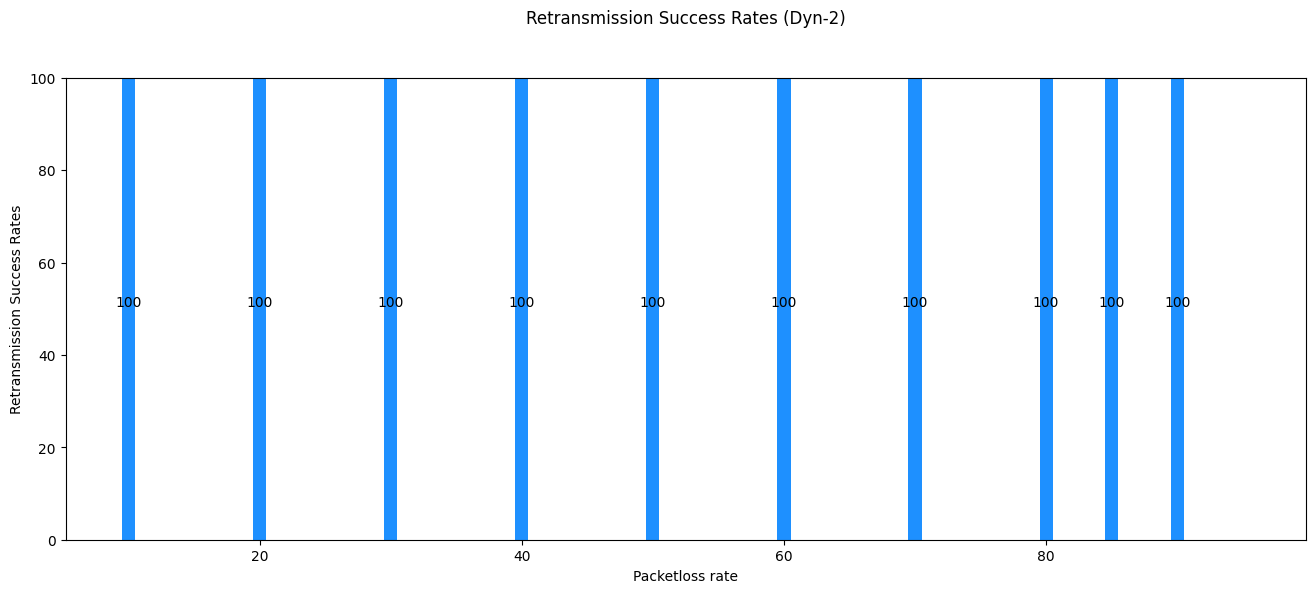 Retransmission Success Rates (Dyn-2)
100
80
60
40
20
0
Retransmission Success Rates
100 100 100 100 100 100 100 100 100 100
20 40 60 80
Packetloss rate